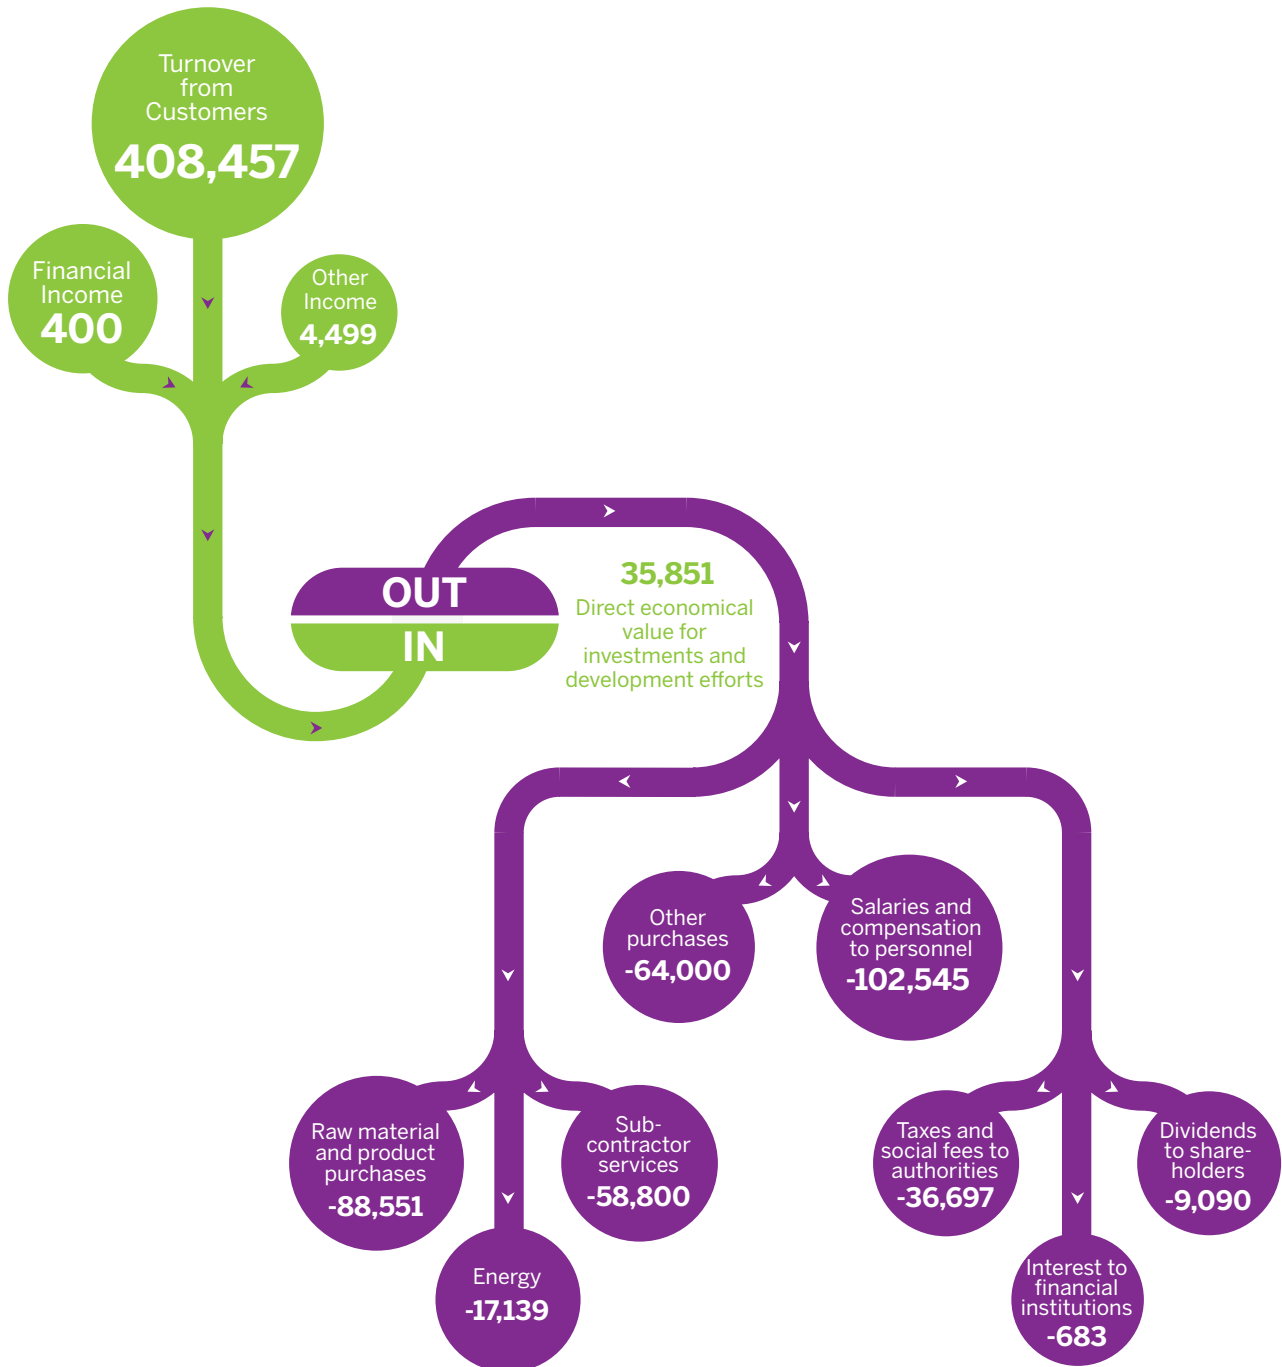 Turnover
from
Customers
408,457
Financial
Income
400
Other
Income
4,499
OUT
IN
35,851
Direct economical
value for
investments and
development efforts
Other
purchases
-64,000
Salaries and
compensation
to personnel
-102,545
Raw material
and product
purchases
-88,551
Sub-
contractor
services
-58,800
Energy
-17,139
Taxes and
social fees to
authorities
-36,697
Dividends
to share-
holders
-9,090
Interest to
financial
institutions
-683